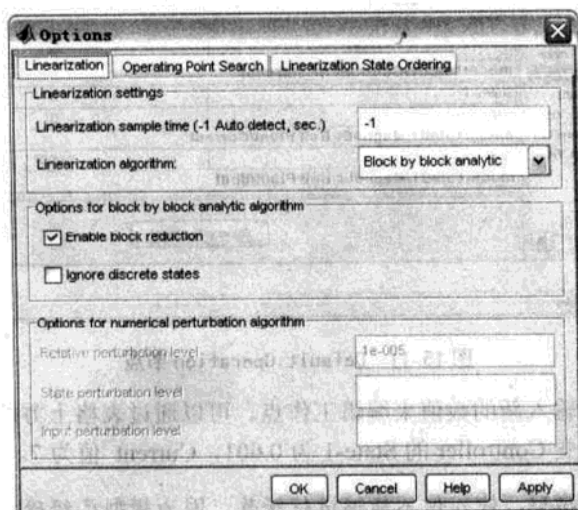 Options
Linearization Operating Point Search Linearization State Ordering
Linearization settings
Linearization sample time (-1 Auto detect, sec.) -1
Linearization algorithm: Block by block analytic
Options for block by block analytic algorithm
Enable block reduction
Ignore discrete states
Options for numerical perturbation algorithm
Relative perturbation level 1e-005
State perturbation level
Input perturbation level
OK Cancel Help Apply